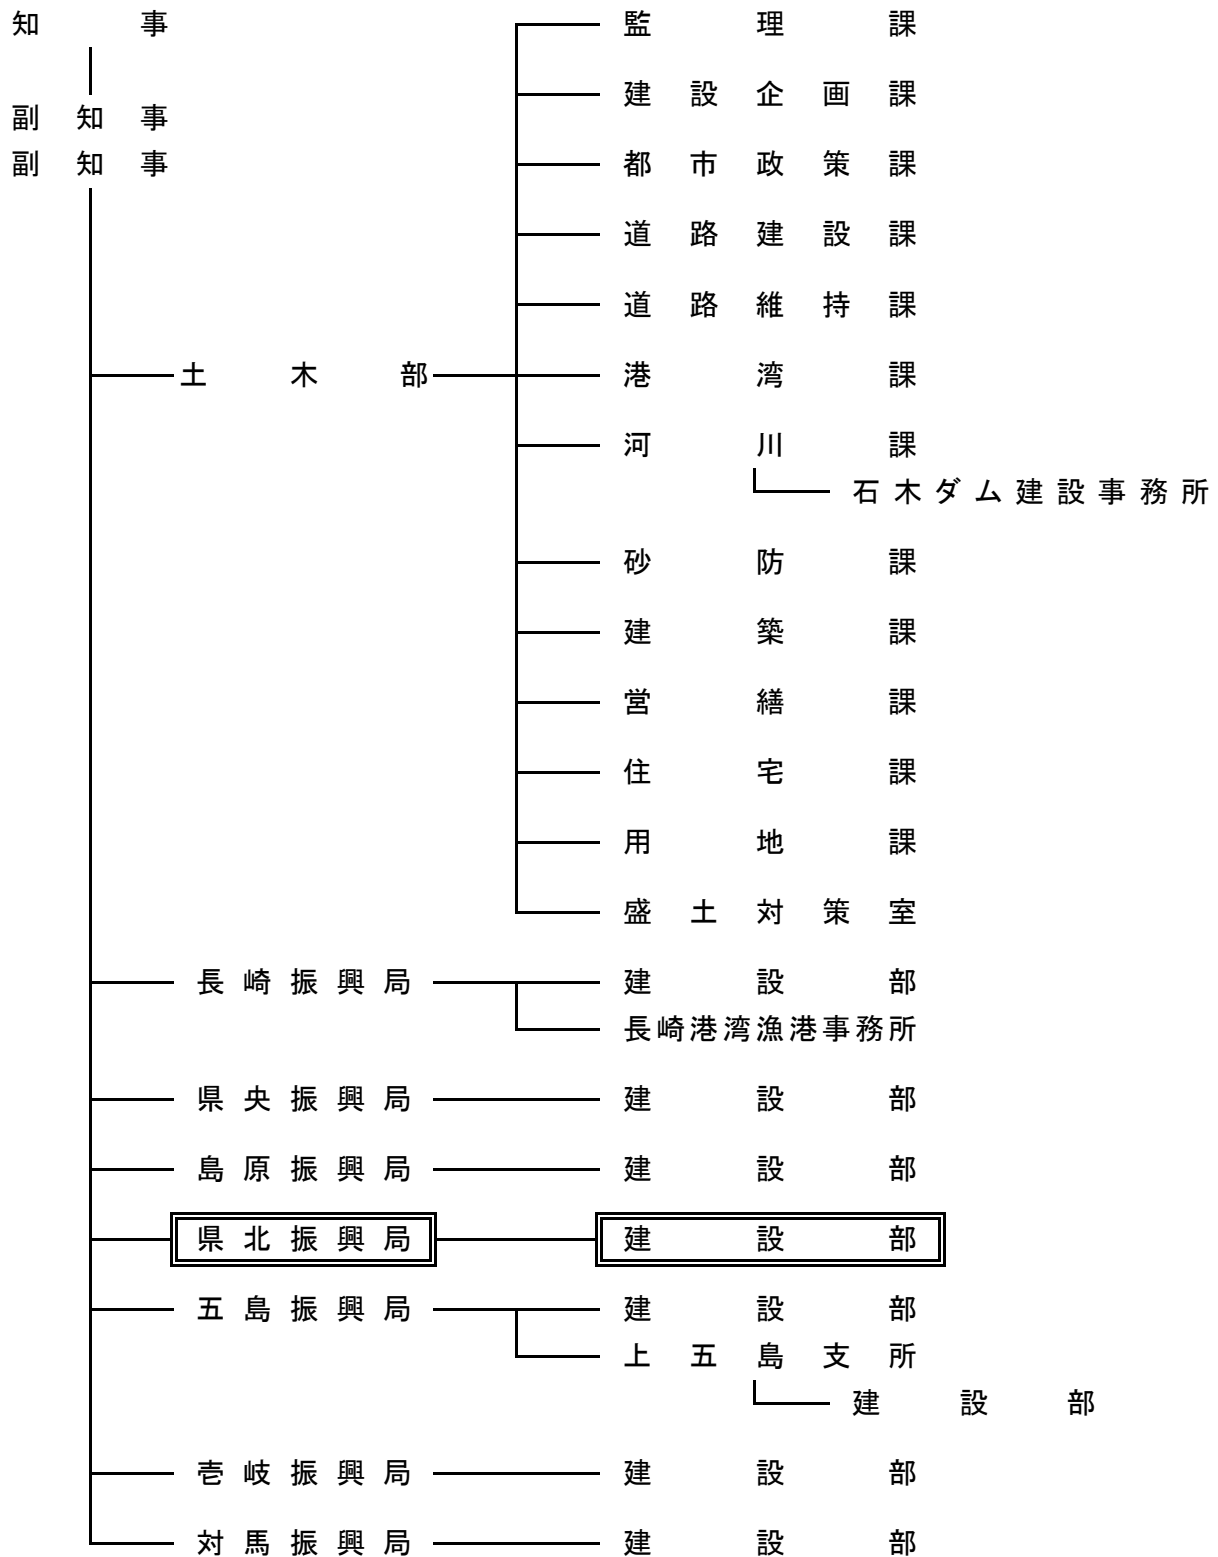 知事
副知事
副知事
土木部
監理課
建設企画課
都市政策課
道路建設課
道路維持課
港湾課
河川課
石木ダム建設事務所
砂防課
建築課
営繕課
住宅課
用地課
盛土対策室
長崎振興局
建設部
長崎港湾漁港事務所
県央振興局
建設部
島原振興局
建設部
県北振興局
建設部
五島振興局
建設部
上五島支所
建設部
壱岐振興局
建設部
対馬振興局
建設部